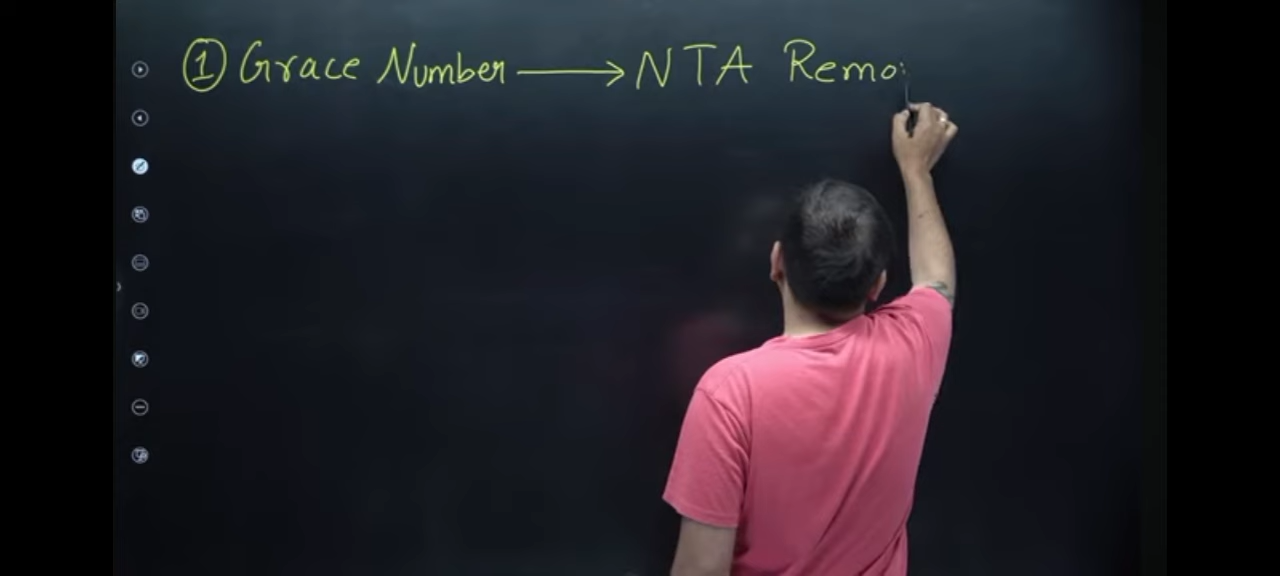 ① Grace Number → NTA Remo